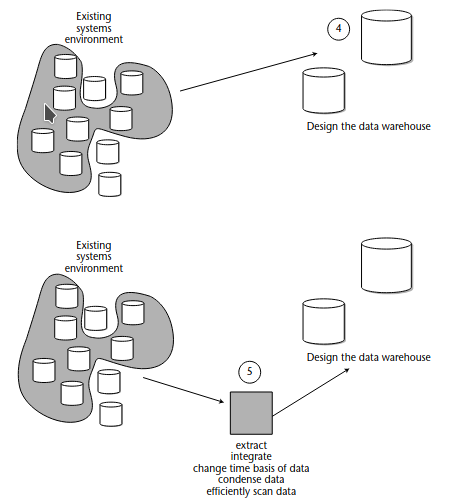 Existing
systems
environment
4
Design the data warehouse
Existing
systems
environment
Design the data warehouse
5
extract
integrate
change time basis of data
condense data
efficiently scan data